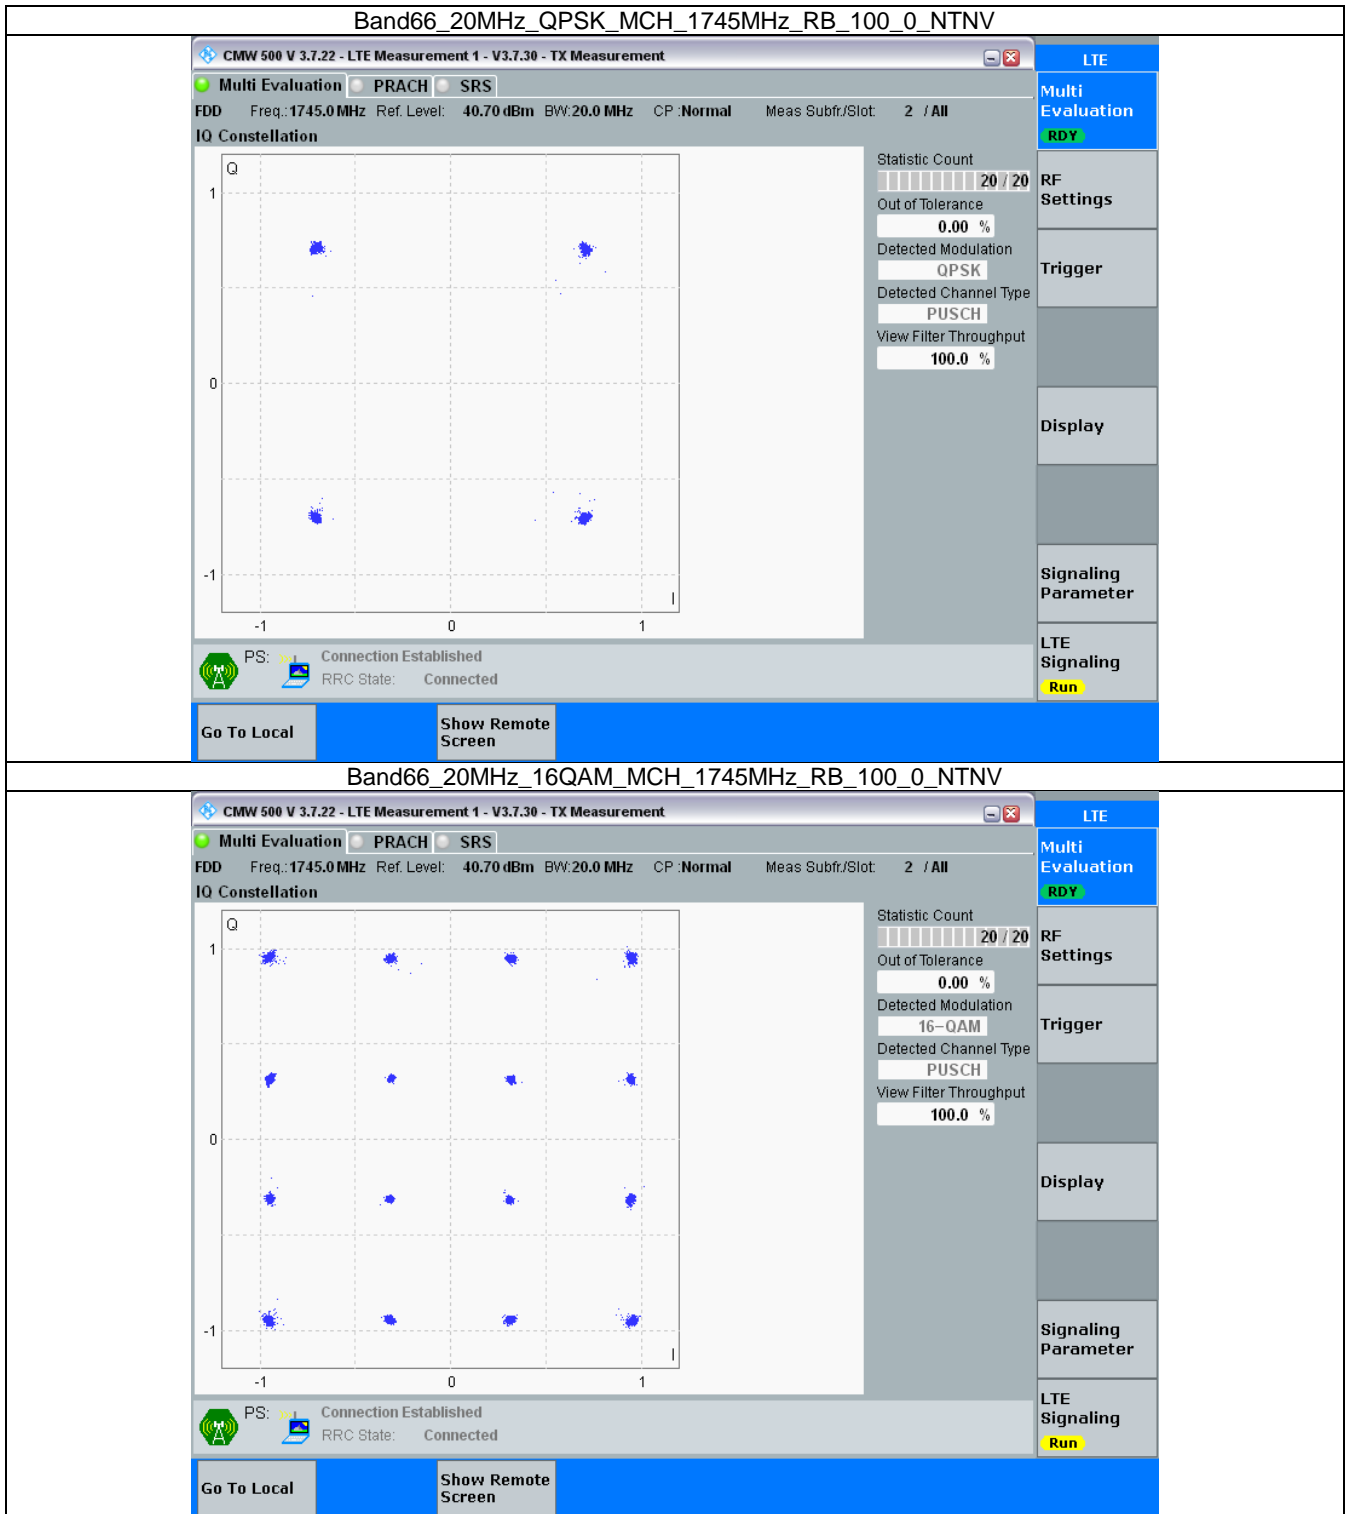 Band66_20MHz_QPSK_MCH_1745MHz_RB_100_0_NTNV
CMW 500 V 3.7.22 - LTE Measurement 1 - V3.7.30 - TX Measurement
LTE
Multi Evaluation PRACH SRS
Multi
Evaluation
RDY
FDD Freq.:1745.0 MHz Ref. Level: 40.70 dBm BW:20.0 MHz CP :Normal Meas Subfr./Slot: 2 / All
IQ Constellation
Q
1
0
-1
I
-1 0 1
Statistic Count
20 / 20
Out of Tolerance
0.00 %
Detected Modulation
QPSK
Detected Channel Type
PUSCH
View Filter Throughput
100.0 %
RF
Settings
Trigger
Display
Signaling
Parameter
LTE
Signaling
Run
PS: Connection Established
RRC State: Connected
Go To Local
Show Remote
Screen
Band66_20MHz_16QAM_MCH_1745MHz_RB_100_0_NTNV
CMW 500 V 3.7.22 - LTE Measurement 1 - V3.7.30 - TX Measurement
LTE
Multi Evaluation PRACH SRS
Multi
Evaluation
RDY
FDD Freq.:1745.0 MHz Ref. Level: 40.70 dBm BW:20.0 MHz CP :Normal Meas Subfr./Slot: 2 / All
IQ Constellation
Q
1
0
-1
I
-1 0 1
Statistic Count
20 / 20
Out of Tolerance
0.00 %
Detected Modulation
16-QAM
Detected Channel Type
PUSCH
View Filter Throughput
100.0 %
RF
Settings
Trigger
Display
Signaling
Parameter
LTE
Signaling
Run
PS: Connection Established
RRC State: Connected
Go To Local
Show Remote
Screen